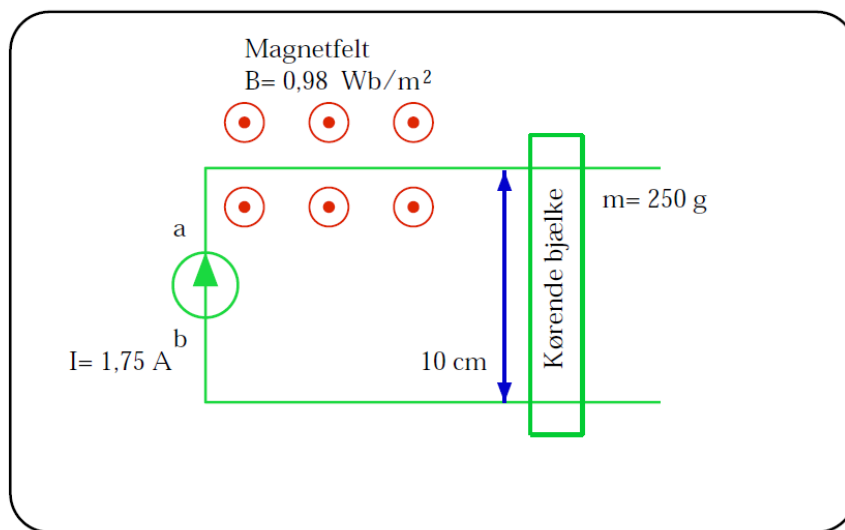 Magnetfelt
B= 0,98 Wb/m²
a
m= 250 g
Kørende bjælke
b
I= 1,75 A
10 cm